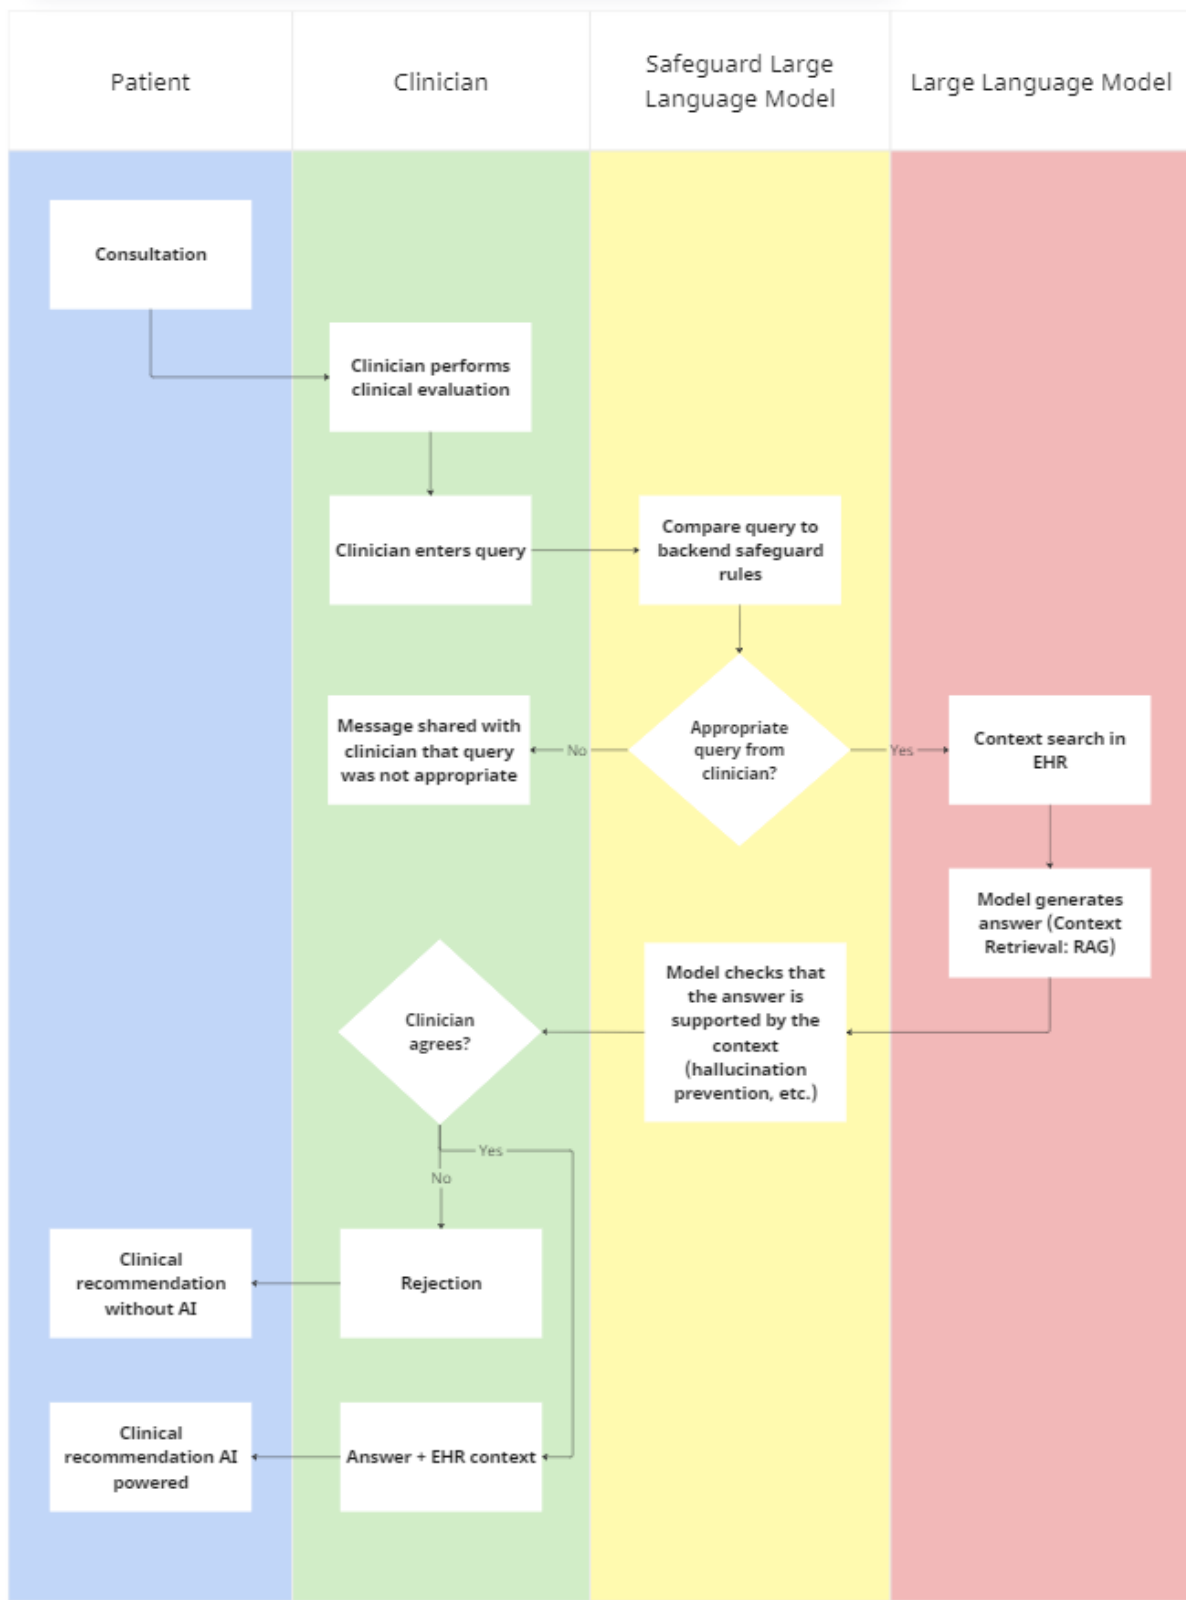 Patient
Clinician
Safeguard Large
Language Model
Large Language Model
Consultation
Clinician performs
clinical evaluation
Clinician enters query
Compare query to
backend safeguard
rules
Message shared with
clinician that query
was not appropriate
No
Appropriate
query from
clinician?
Yes
Context search in
EHR
Model generates
answer (Context
Retrieval: RAG)
Model checks that
the answer is
supported by the
context
(hallucination
prevention, etc.)
Clinician
agrees?
Yes
No
Clinical
recommendation
without AI
Rejection
Clinical
recommendation AI
powered
Answer + EHR context